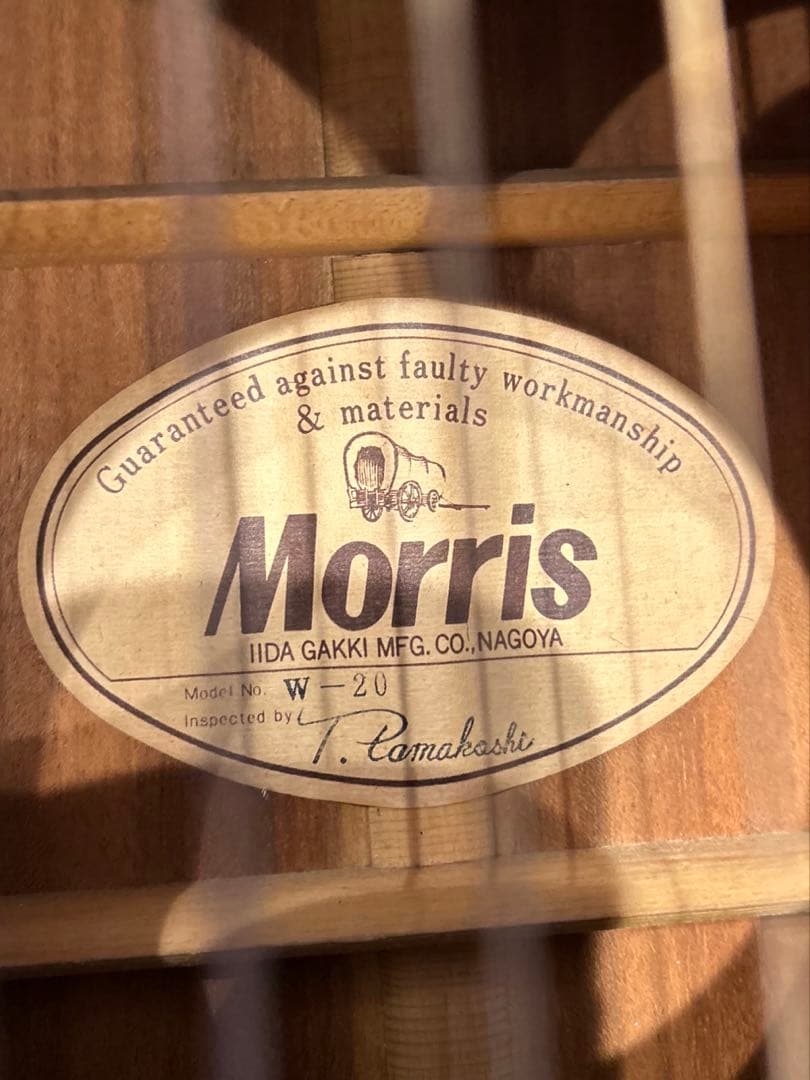 Guaranteed against faulty workmanship
& materials
Morris
IIDA GAKKI MFG. CO., NAGOYA
Model No. W-20
Inspected by T.